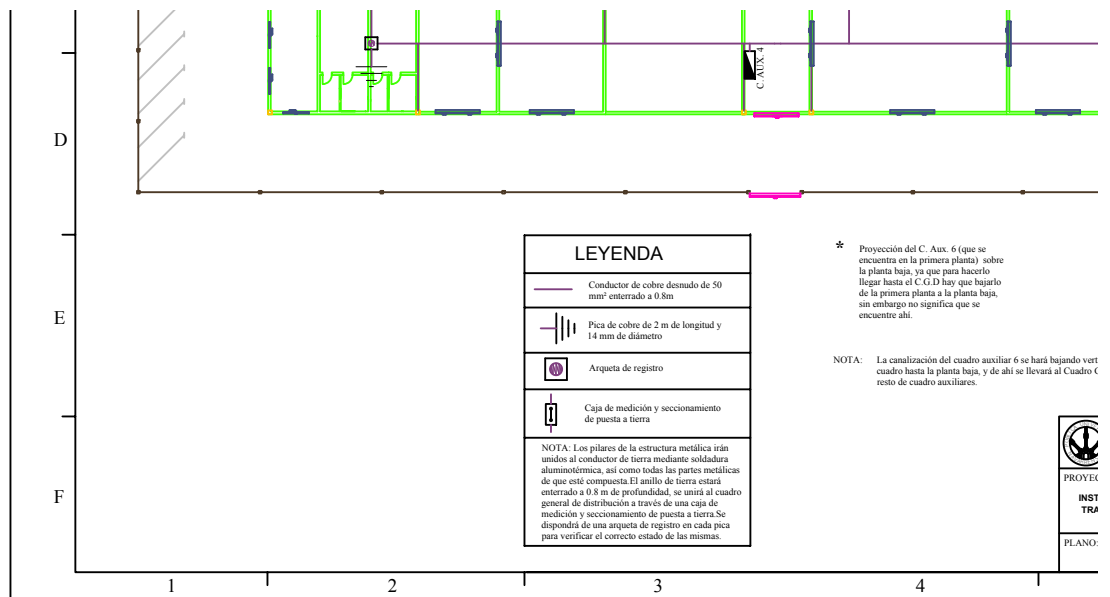 C. AUX. 4
D
E
F
LEYENDA
Conductor de cobre desnudo de 50
mm² enterrado a 0.8m
Pica de cobre de 2 m de longitud y
14 mm de diámetro
Arqueta de registro
Caja de medición y seccionamiento
de puesta a tierra
NOTA: Los pilares de la estructura metálica irán
unidos al conductor de tierra mediante soldadura
aluminotérmica, así como todas las partes metálicas
de que esté compuesta.El anillo de tierra estará
enterrado a 0.8 m de profundidad, se unirá al cuadro
general de distribución a través de una caja de
medición y seccionamiento de puesta a tierra.Se
dispondrá de una arqueta de registro en cada pica
para verificar el correcto estado de las mismas.
* Proyección del C. Aux. 6 (que se
encuentra en la primera planta) sobre
la planta baja, ya que para hacerlo
llegar hasta el C.G.D hay que bajarlo
de la primera planta a la planta baja,
sin embargo no significa que se
encuentre ahí.
NOTA: La canalización del cuadro auxiliar 6 se hará bajando vert
cuadro hasta la planta baja, y de ahí se llevará al Cuadro G
resto de cuadro auxiliares.
PROYEC
INST
TRA
PLANO:
1 2 3 4